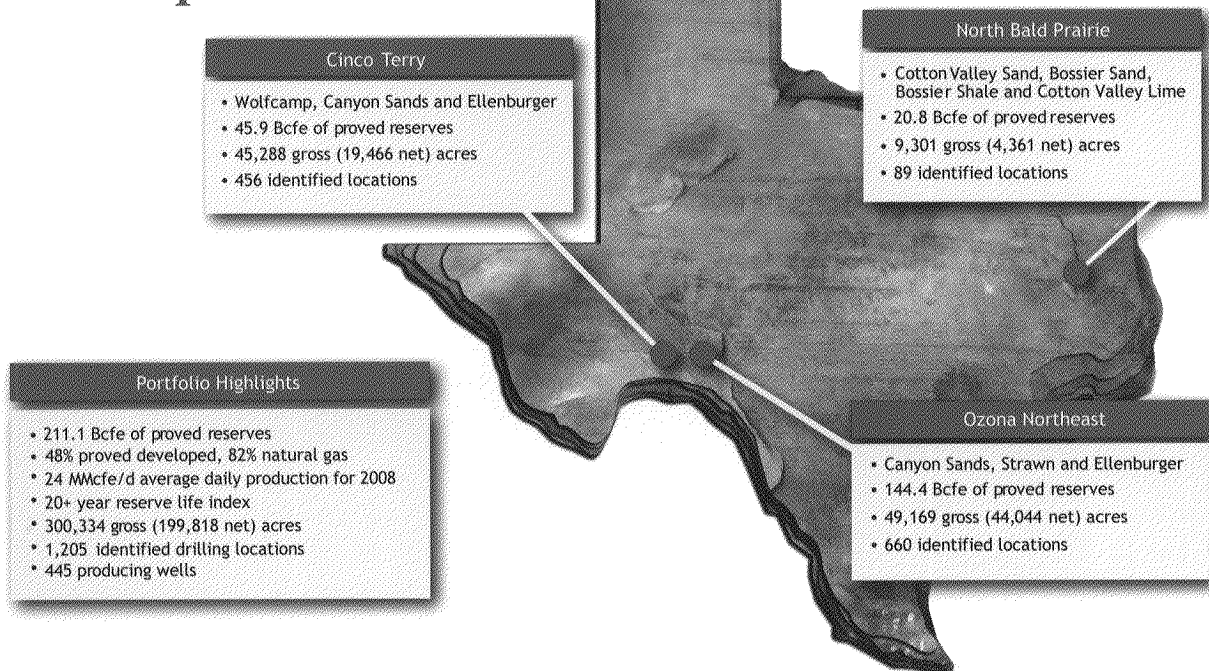 Cinco Terry
• Wolfcamp, Canyon Sands and Ellenburger
• 45.9 Bcfe of proved reserves
• 45,288 gross (19,466 net) acres
• 456 identified locations
North Bald Prairie
• Cotton Valley Sand, Bossier Sand,
Bossier Shale and Cotton Valley Lime
• 20.8 Bcfe of proved reserves
• 9,301 gross (4,361 net) acres
• 89 identified locations
Portfolio Highlights
• 211.1 Bcfe of proved reserves
• 48% proved developed, 82% natural gas
• 24 MMcfe/d average daily production for 2008
• 20+ year reserve life index
• 300,334 gross (199,818 net) acres
• 1,205 identified drilling locations
• 445 producing wells
Ozona Northeast
• Canyon Sands, Strawn and Ellenburger
• 144.4 Bcfe of proved reserves
• 49,169 gross (44,044 net) acres
• 660 identified locations